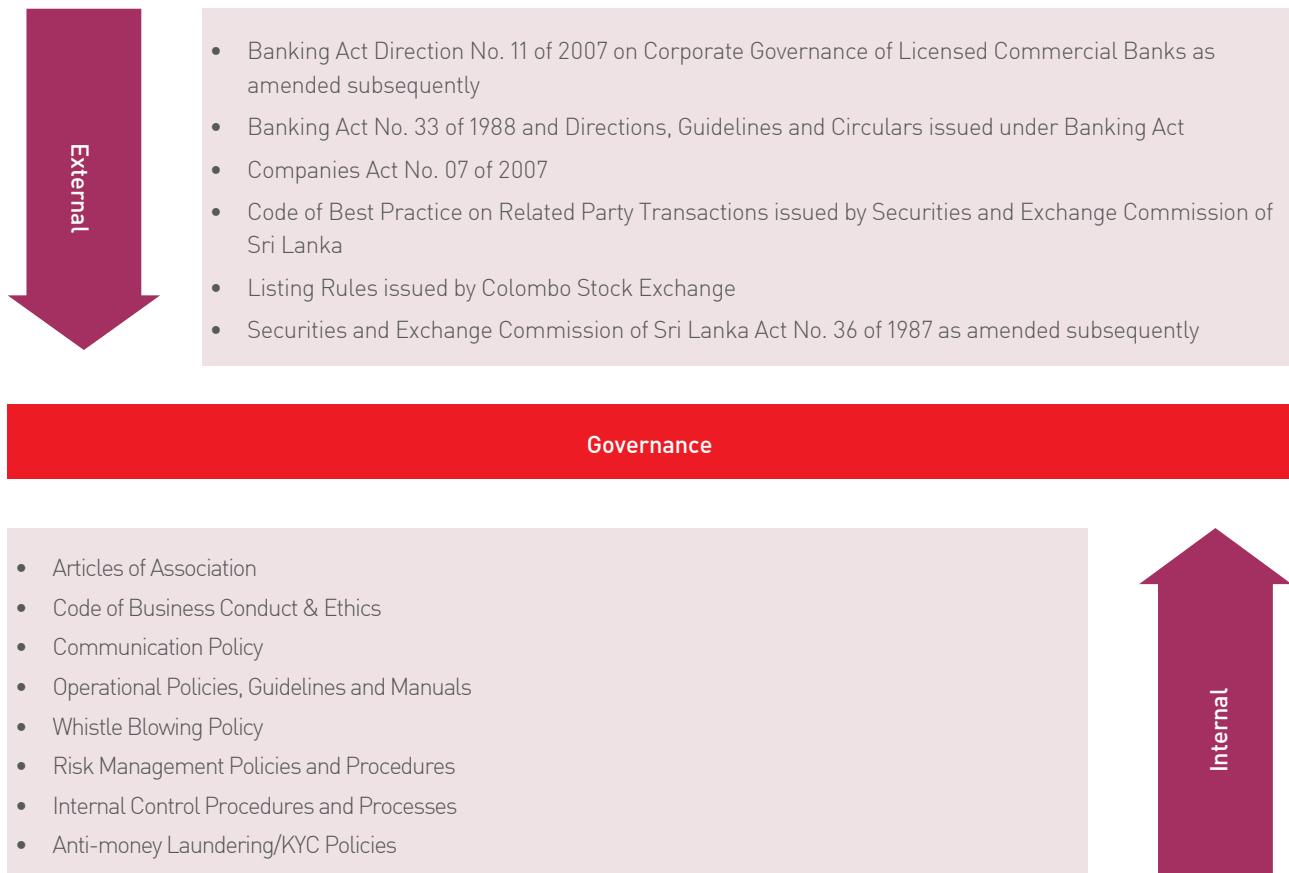 External
• Banking Act Direction No. 11 of 2007 on Corporate Governance of Licensed Commercial Banks as
amended subsequently
• Banking Act No. 33 of 1988 and Directions, Guidelines and Circulars issued under Banking Act
• Companies Act No. 07 of 2007
• Code of Best Practice on Related Party Transactions issued by Securities and Exchange Commission of
Sri Lanka
• Listing Rules issued by Colombo Stock Exchange
• Securities and Exchange Commission of Sri Lanka Act No. 36 of 1987 as amended subsequently
Governance
• Articles of Association
• Code of Business Conduct & Ethics
• Communication Policy
• Operational Policies, Guidelines and Manuals
• Whistle Blowing Policy
• Risk Management Policies and Procedures
• Internal Control Procedures and Processes
• Anti-money Laundering/KYC Policies
Internal